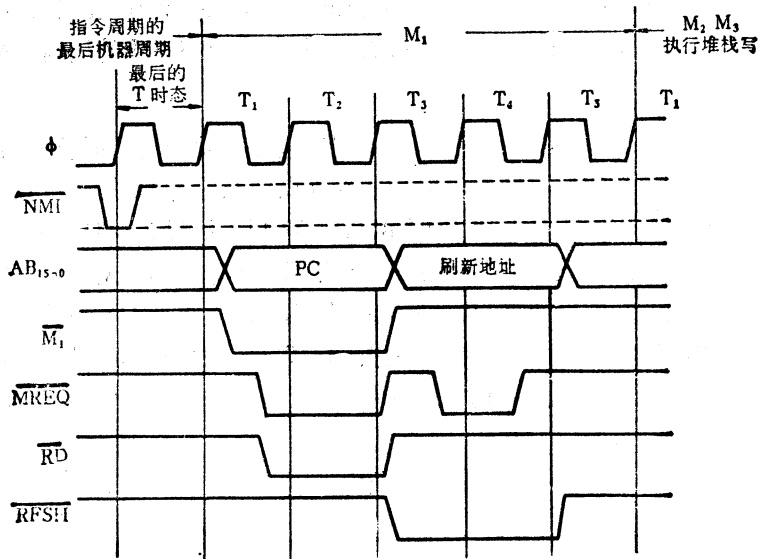 指令周期的
最后机器周期
最后的
T 时态
M₁
M₂ M₃
执行堆栈写
T₁ T₂ T₃ T₄ T₅ T₁
ϕ
NMI
AB₁₅~₀ PC 刷新地址
M₁
MREQ
RD
RFSH